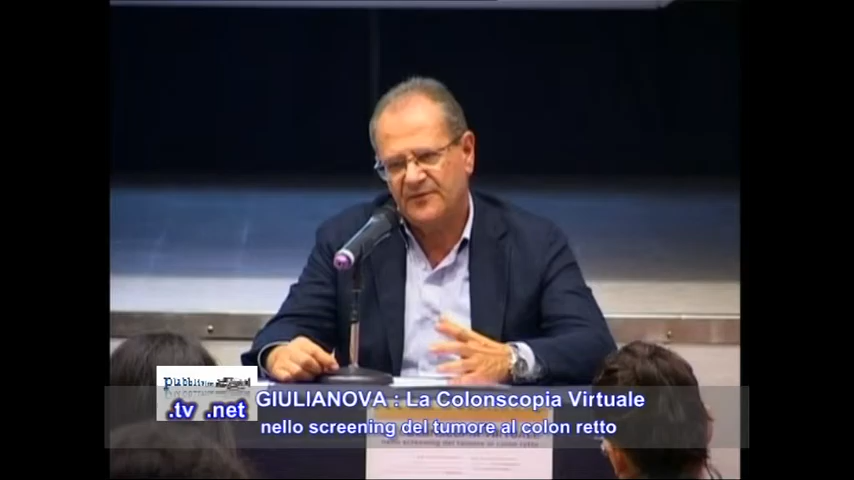 .tv .net
GIULIANOVA : La Colonscopia Virtuale
nello screening del tumore al colon retto
nello screening del tumore al colon retto